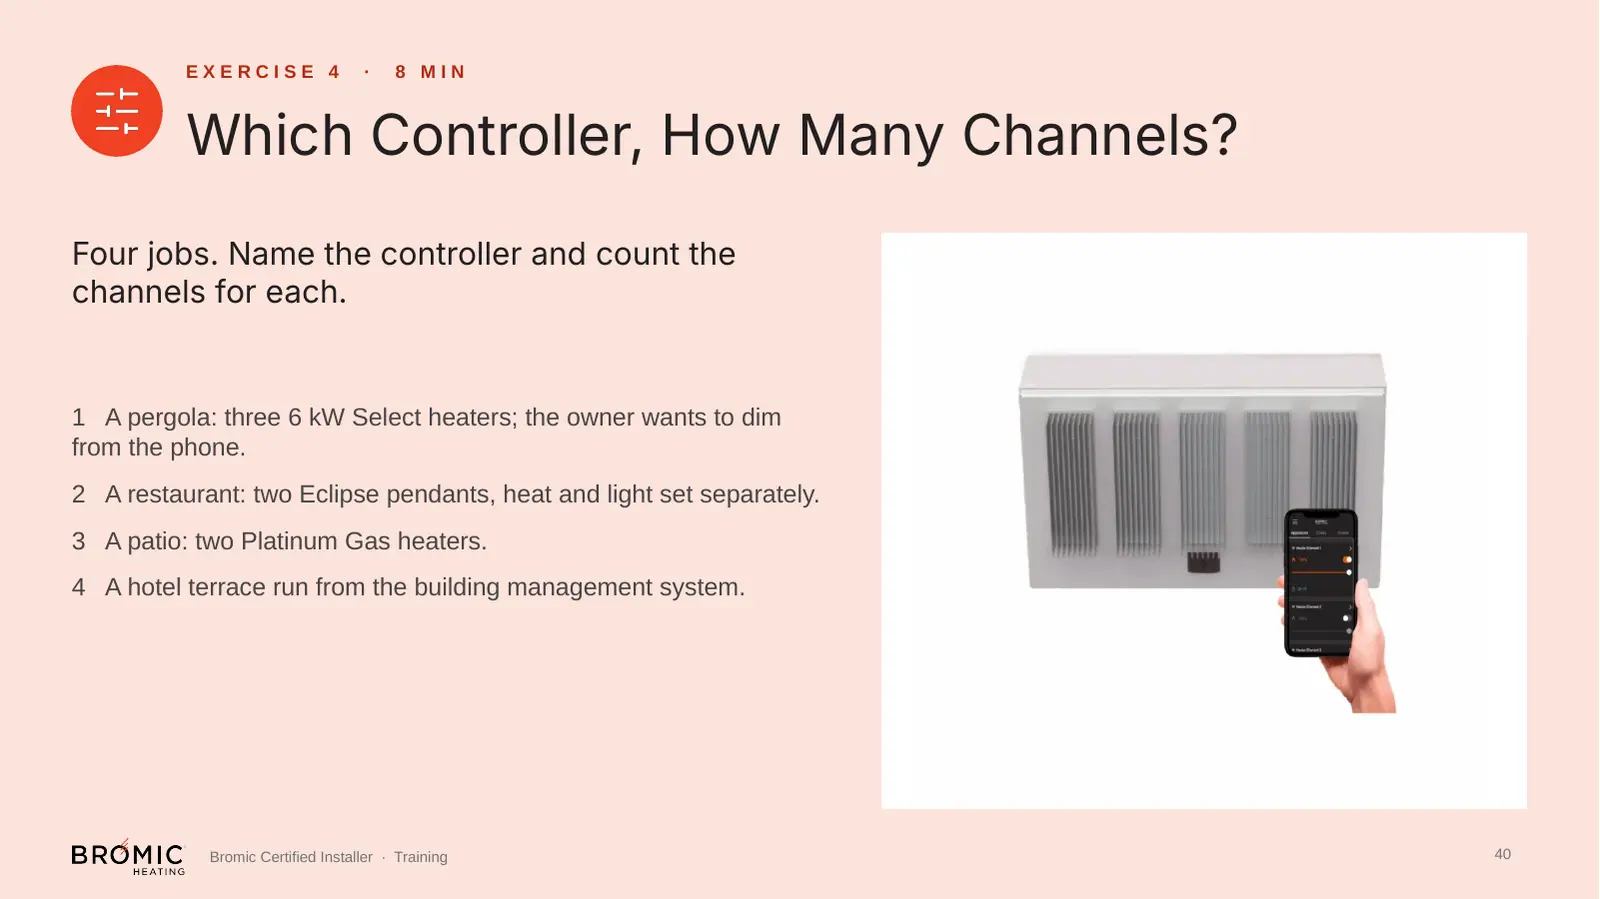 EXERCISE 4 · 8 MIN
Which Controller, How Many Channels?
Four jobs. Name the controller and count the
channels for each.
1 A pergola: three 6 kW Select heaters; the owner wants to dim
from the phone.
2 A restaurant: two Eclipse pendants, heat and light set separately.
3 A patio: two Platinum Gas heaters.
4 A hotel terrace run from the building management system.
BROMIC
HEATING
Bromic Certified Installer · Training
40